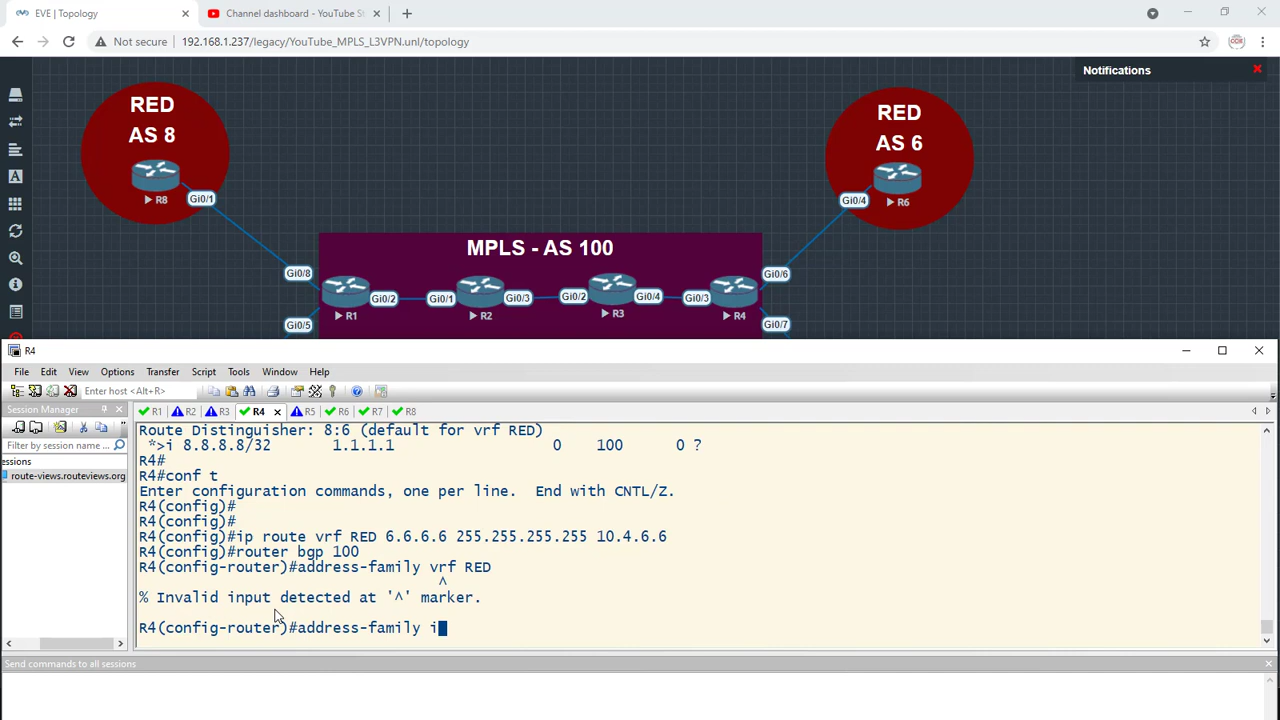 EVE | Topology
Channel dashboard - YouTube St
Not secure
192.168.1.237/legacy/YouTube_MPLS_L3VPN.unl/topology
Notifications
RED
AS 8
R8
Gi0/1
RED
AS 6
Gi0/4
R6
MPLS - AS 100
Gi0/8
Gi0/6
Gi0/2
Gi0/1
Gi0/3
Gi0/2
Gi0/4
Gi0/3
R1
R2
R3
R4
Gi0/5
Gi0/7
R4
File Edit View Options Transfer Script Tools Window Help
Enter host <Alt+R>
Session Manager
R1 R2 R3 R4 R5 R6 R7 R8
Filter by session name...
essions
route-views.routeviews.org
Route Distinguisher: 8:6 (default for vrf RED)
*>i 8.8.8.8/32 1.1.1.1 0 100 0 ?
R4#
R4#conf t
Enter configuration commands, one per line. End with CNTL/Z.
R4(config)#
R4(config)#
R4(config)#ip route vrf RED 6.6.6.6 255.255.255.255 10.4.6.6
R4(config)#router bgp 100
R4(config-router)#address-family vrf RED
^
% Invalid input detected at '^' marker.
R4(config-router)#address-family i
Send commands to all sessions